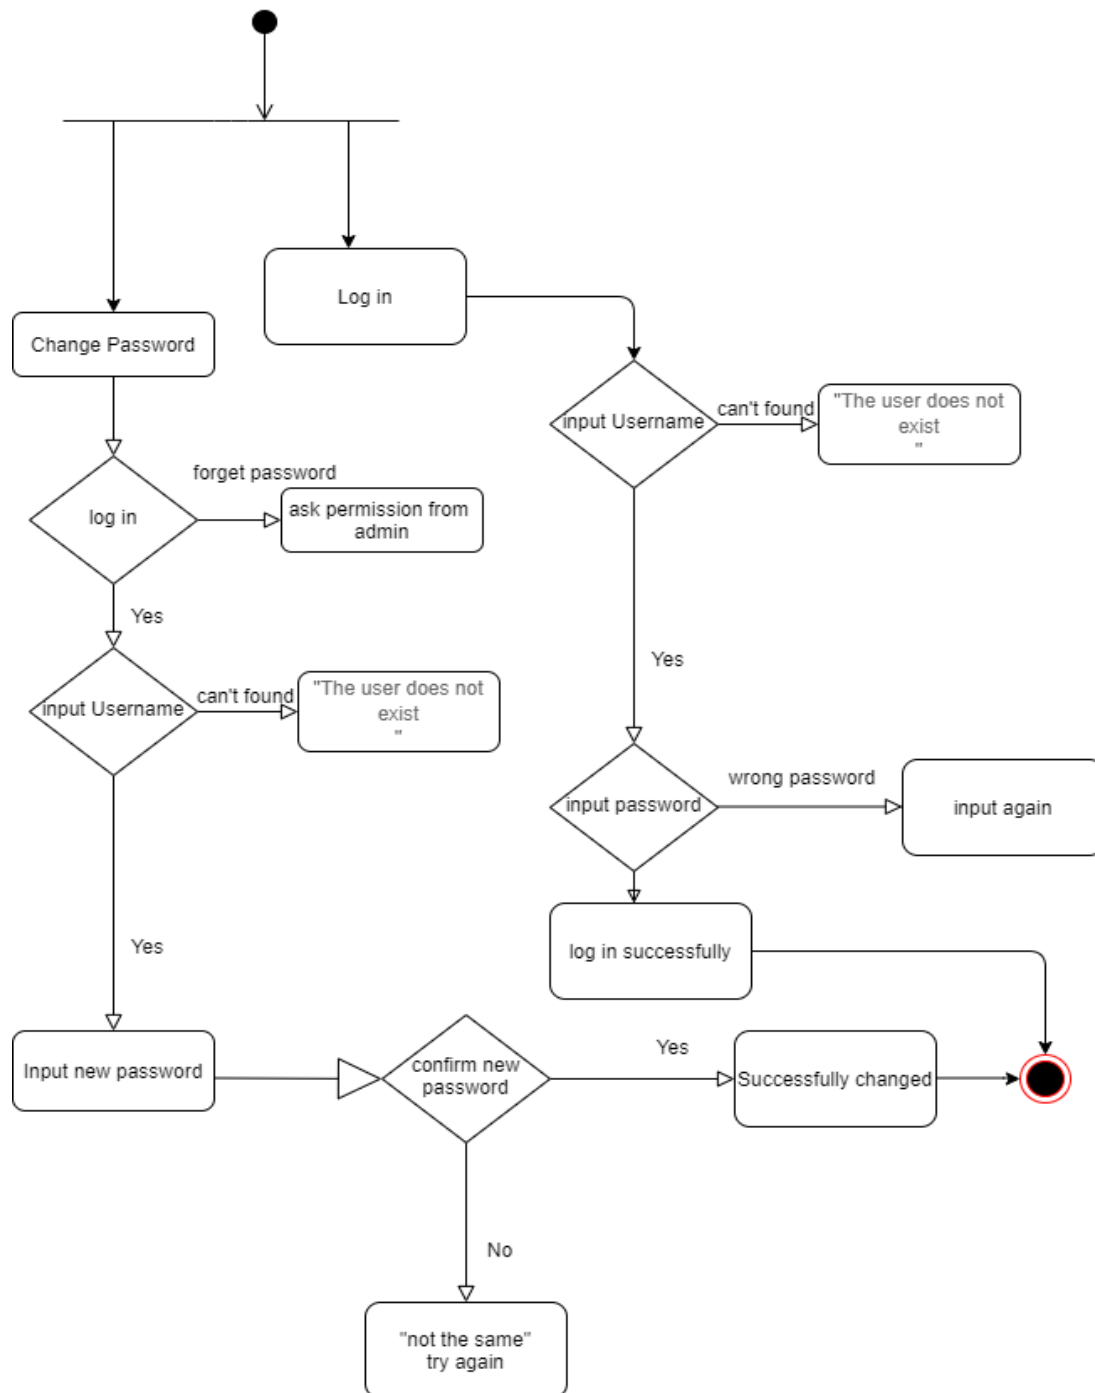 Log in
Change Password
input Username
can't found
"The user does not
exist
"
forget password
log in
ask permission from
admin
Yes
Yes
input Username
can't found
"The user does not
exist
"
wrong password
input password
input again
Yes
log in successfully
Input new password
confirm new
password
Yes
Successfully changed
No
"not the same"
try again